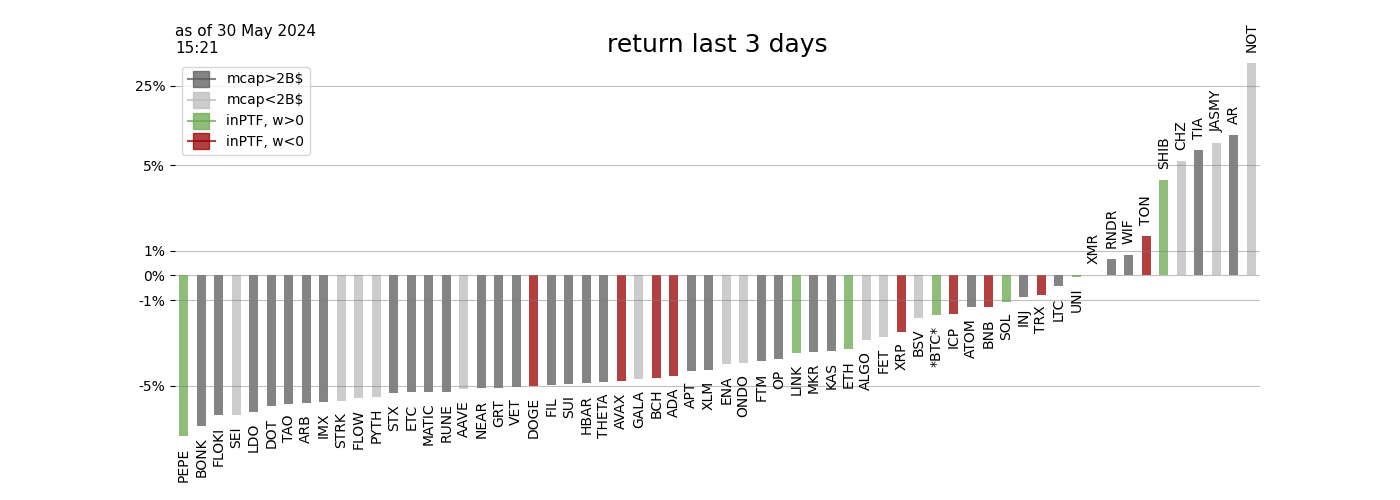 as of 30 May 2024
15:21
return last 3 days
mcap>2B$
mcap<2B$
inPTF, w>0
inPTF, w<0
25%
5%
1%
0%
-1%
-5%
PEPE
BONK
FLOKI
SEI
LDO
DOT
TAO
ARB
IMX
STRK
FLOW
PYTH
STX
ETC
MATIC
RUNE
AAVE
NEAR
GRT
VET
DOGE
FIL
SUI
HBAR
THETA
AVAX
GALA
BCH
ADA
APT
XLM
ENA
ONDO
FTM
OP
LINK
MKR
KAS
ETH
ALGO
FET
XRP
BSV
*BTC*
ICP
ATOM
BNB
SOL
INJ
TRX
LTC
UNI
XMR
RNDR
WIF
TON
SHIB
CHZ
TIA
JASMY
AR
NOT